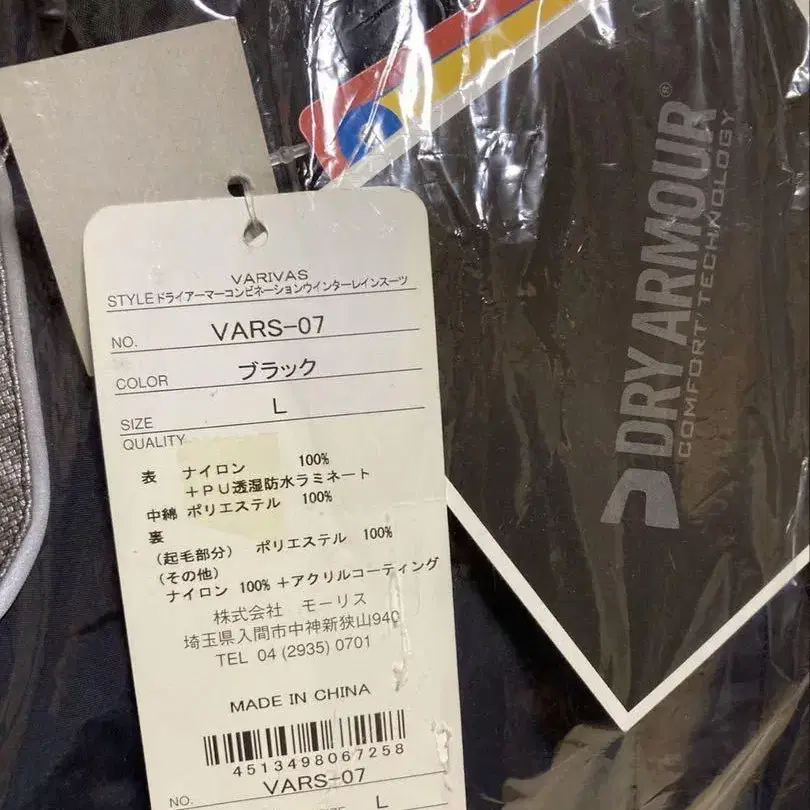 VARIVAS
STYLE ドライアーマーコンビネーションウインターレインスーツ
NO. VARS-07
COLOR ブラック
SIZE L
QUALITY
表 ナイロン 100%
+PU透湿防水ラミネート
中綿 ポリエステル 100%
裏
(起毛部分) ポリエステル 100%
(その他)
ナイロン 100%+アクリルコーティング
株式会社 モーリス
埼玉県入間市中神新狭山940
TEL 04 (2935) 0701
MADE IN CHINA
4513498067258
NO. VARS-07
L
DRY ARMOUR®
COMFORT TECHNOLOGY